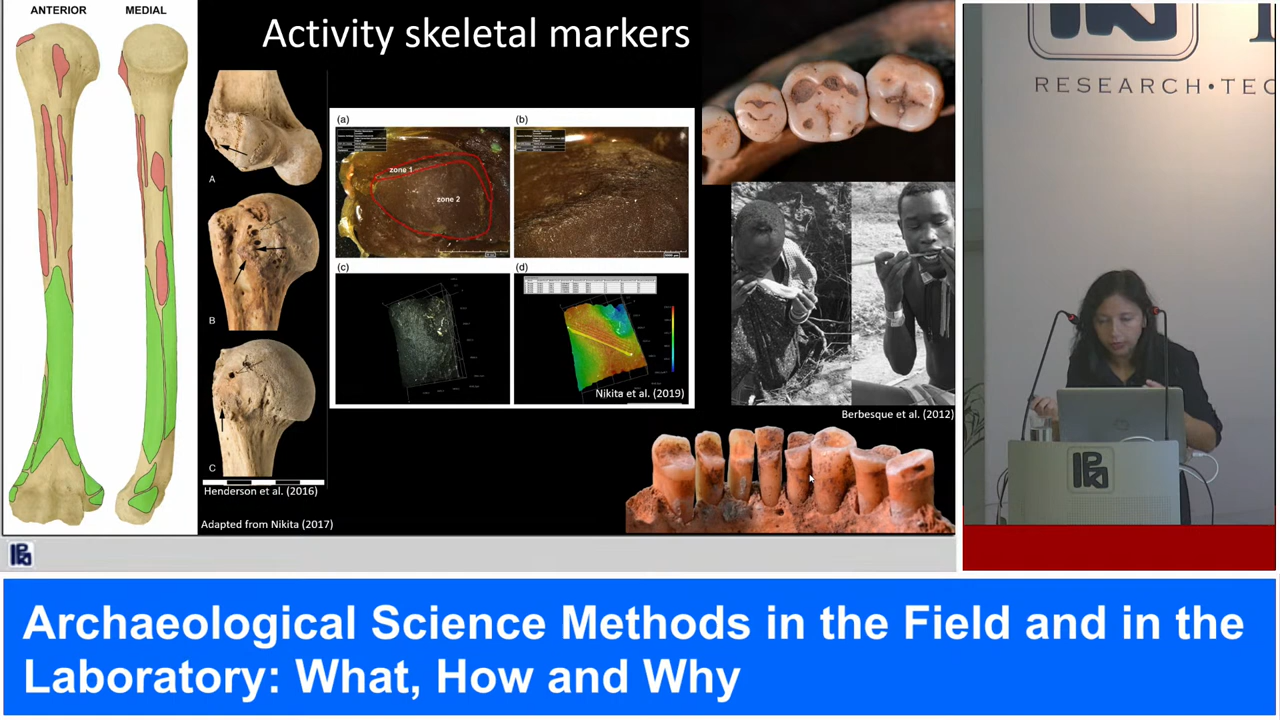 ANTERIOR
MEDIAL
Activity skeletal markers
A
B
C
Henderson et al. (2016)
Adapted from Nikita (2017)
(a)
(b)
zone 1
zone 2
(c)
(d)
Nikita et al. (2019)
Berbesque et al. (2012)
RESEARCH•TEC
Archaeological Science Methods in the Field and in the
Laboratory: What, How and Why